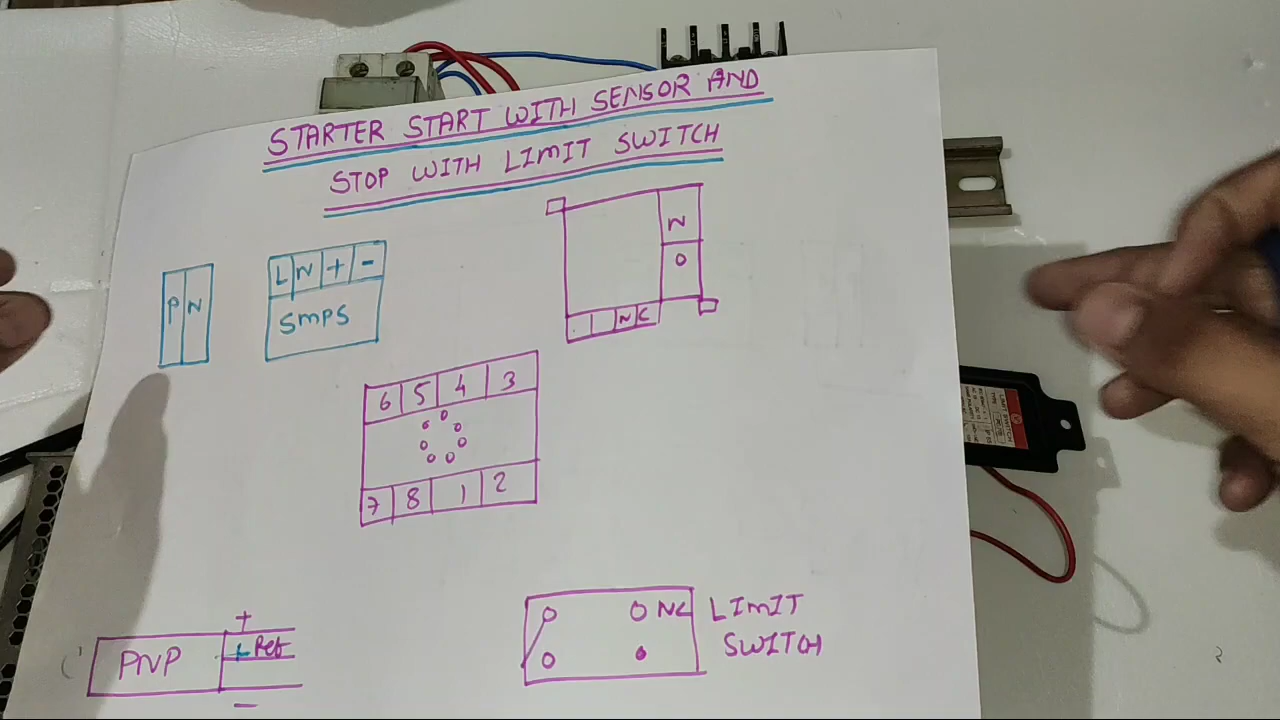 STARTER START WITH SENSOR AND
STOP WITH LIMIT SWITCH
P N
L N + -
SMPS
N
O
N C
6 5 4 3
7 8 1 2
+
PNP
-
NC
LIMIT
SWITCH